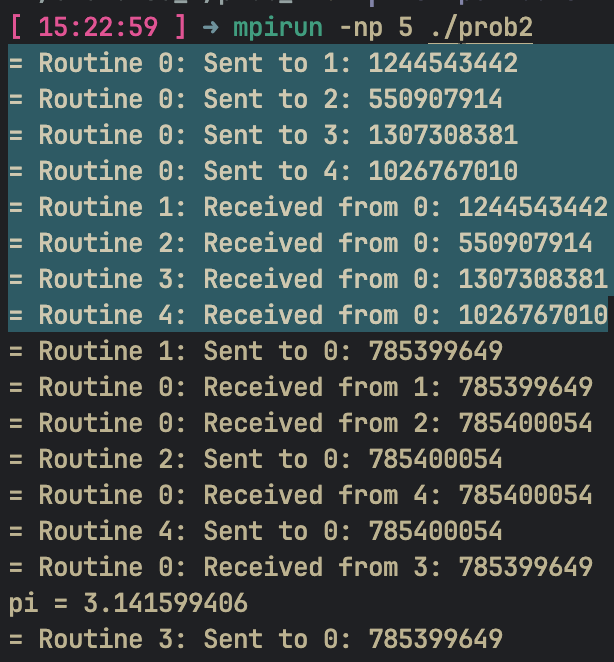 [ 15:22:59 ] → mpirun -np 5 ./prob2
= Routine 0: Sent to 1: 1244543442
= Routine 0: Sent to 2: 550907914
= Routine 0: Sent to 3: 1307308381
= Routine 0: Sent to 4: 1026767010
= Routine 1: Received from 0: 1244543442
= Routine 2: Received from 0: 550907914
= Routine 3: Received from 0: 1307308381
= Routine 4: Received from 0: 1026767010
= Routine 1: Sent to 0: 785399649
= Routine 0: Received from 1: 785399649
= Routine 0: Received from 2: 785400054
= Routine 2: Sent to 0: 785400054
= Routine 0: Received from 4: 785400054
= Routine 4: Sent to 0: 785400054
= Routine 0: Received from 3: 785399649
pi = 3.141599406
= Routine 3: Sent to 0: 785399649